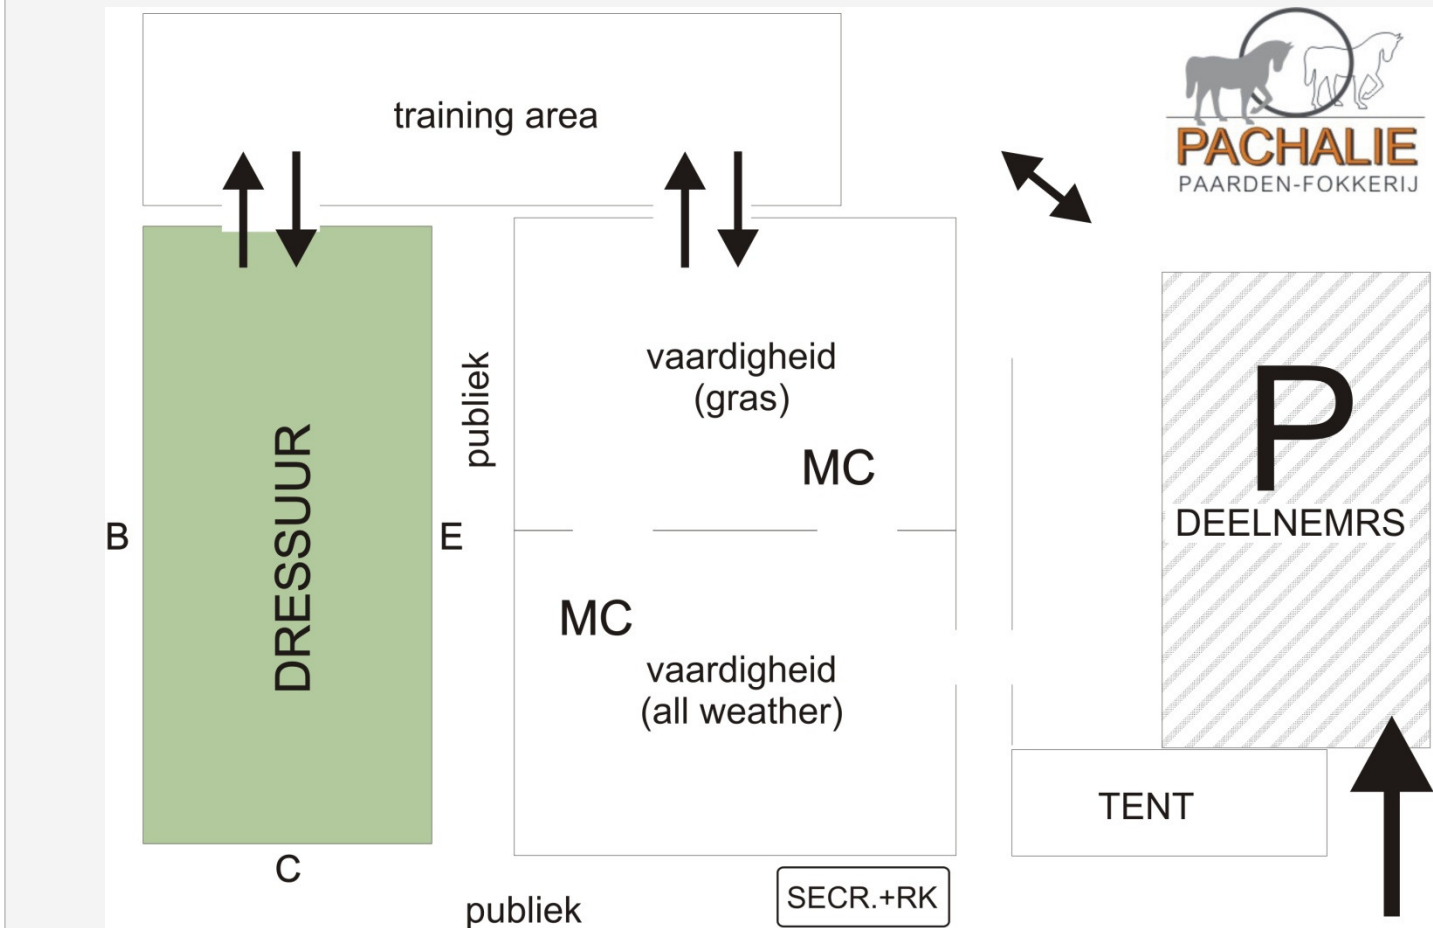 training area
PACHALIE
PAARDEN-FOKKERIJ
publiek
vaardigheid
(gras)
MC
P
DEELNEMRS
DRESSUUR
B
E
MC
vaardigheid
(all weather)
TENT
C
SECR.+RK
publiek